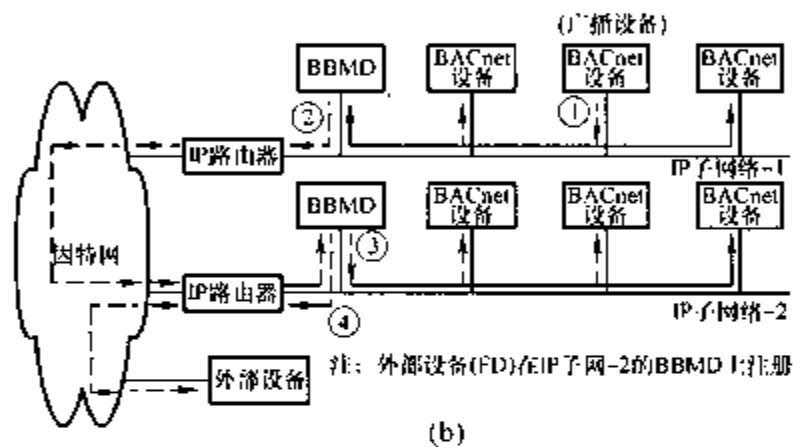 (广播设备)
BBMD
BACnet
设备
BACnet
设备
BACnet
设备
②
①
IP路由器
IP子网络-1
BBMD
BACnet
设备
BACnet
设备
BACnet
设备
因特网
③
IP路由器
④
IP子网络-2
外部设备
注：外部设备(FD)在IP子网-2的BBMD上注册
(b)